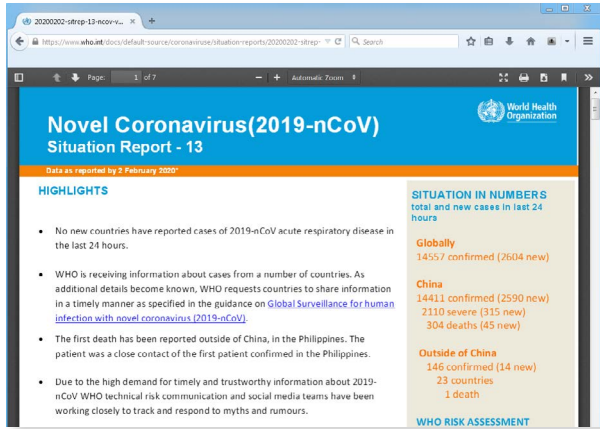 20200202-sitrep-13-ncov-v...
https://www.who.int/docs/default-source/coronaviruse/situation-reports/20200202-sitrep-
Search
Page: 1 of 7
Automatic Zoom
World Health
Organization
Novel Coronavirus(2019-nCoV)
Situation Report - 13
Data as reported by 2 February 2020*
HIGHLIGHTS
• No new countries have reported cases of 2019-nCoV acute respiratory disease in
the last 24 hours.
• WHO is receiving information about cases from a number of countries. As
additional details become known, WHO requests countries to share information
in a timely manner as specified in the guidance on Global Surveillance for human
infection with novel coronavirus (2019-nCoV).
• The first death has been reported outside of China, in the Philippines. The
patient was a close contact of the first patient confirmed in the Philippines.
• Due to the high demand for timely and trustworthy information about 2019-
nCoV WHO technical risk communication and social media teams have been
working closely to track and respond to myths and rumours.
SITUATION IN NUMBERS
total and new cases in last 24
hours
Globally
14557 confirmed (2604 new)
China
14411 confirmed (2590 new)
2110 severe (315 new)
304 deaths (45 new)
Outside of China
146 confirmed (14 new)
23 countries
1 death
WHO RISK ASSESSMENT